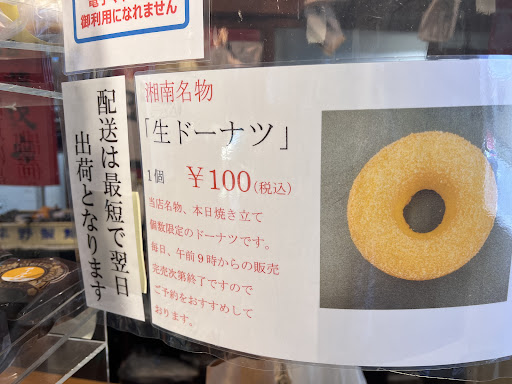 御利用になれません
配送は最短で翌日
出荷となります
湘南名物
「生ドーナツ」
1個 ￥100(税込)
当店名物、本日焼き立て
個数限定のドーナツです。
毎日、午前9時からの販売
完売次第終了ですので
ご予約をおすすめして
おります。